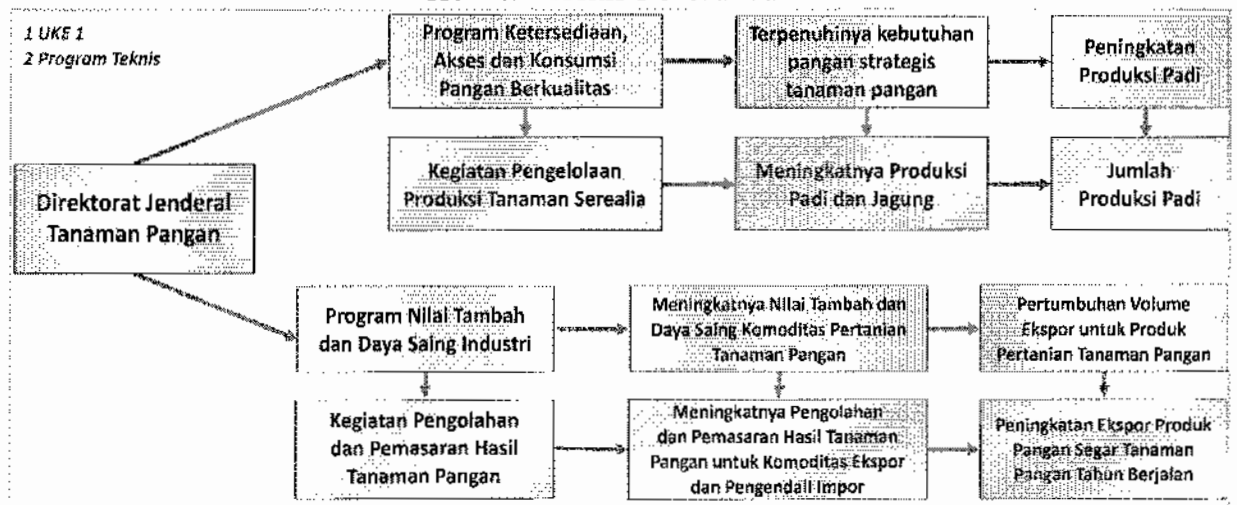 1 UKE 1
2 Program Teknis
Direktorat Jenderal
Tanaman Pangan
Program Ketersediaan,
Akses dan Konsumsi
Pangan Berkualitas
Terpenuhinya kebutuhan
pangan strategis
tanaman pangan
Peningkatan
Produksi Padi
Kegiatan Pengelolaan
Produksi Tanaman Serealia
Meningkatnya Produksi
Padi dan Jagung
Jumlah
Produksi Padi
Program Nilai Tambah
dan Daya Saing Industri
Meningkatnya Nilai Tambah dan
Daya Saing Komoditas Pertanian
Tanaman Pangan
Pertumbuhan Volume
Ekspor untuk Produk
Pertanian Tanaman Pangan
Kegiatan Pengolahan
dan Pemasaran Hasil
Tanaman Pangan
Meningkatnya Pengolahan
dan Pemasaran Hasil Tanaman
Pangan untuk Komoditas Ekspor
dan Pengendali Impor
Peningkatan Ekspor Produk
Pangan Segar Tanaman
Pangan Tahun Berjalan